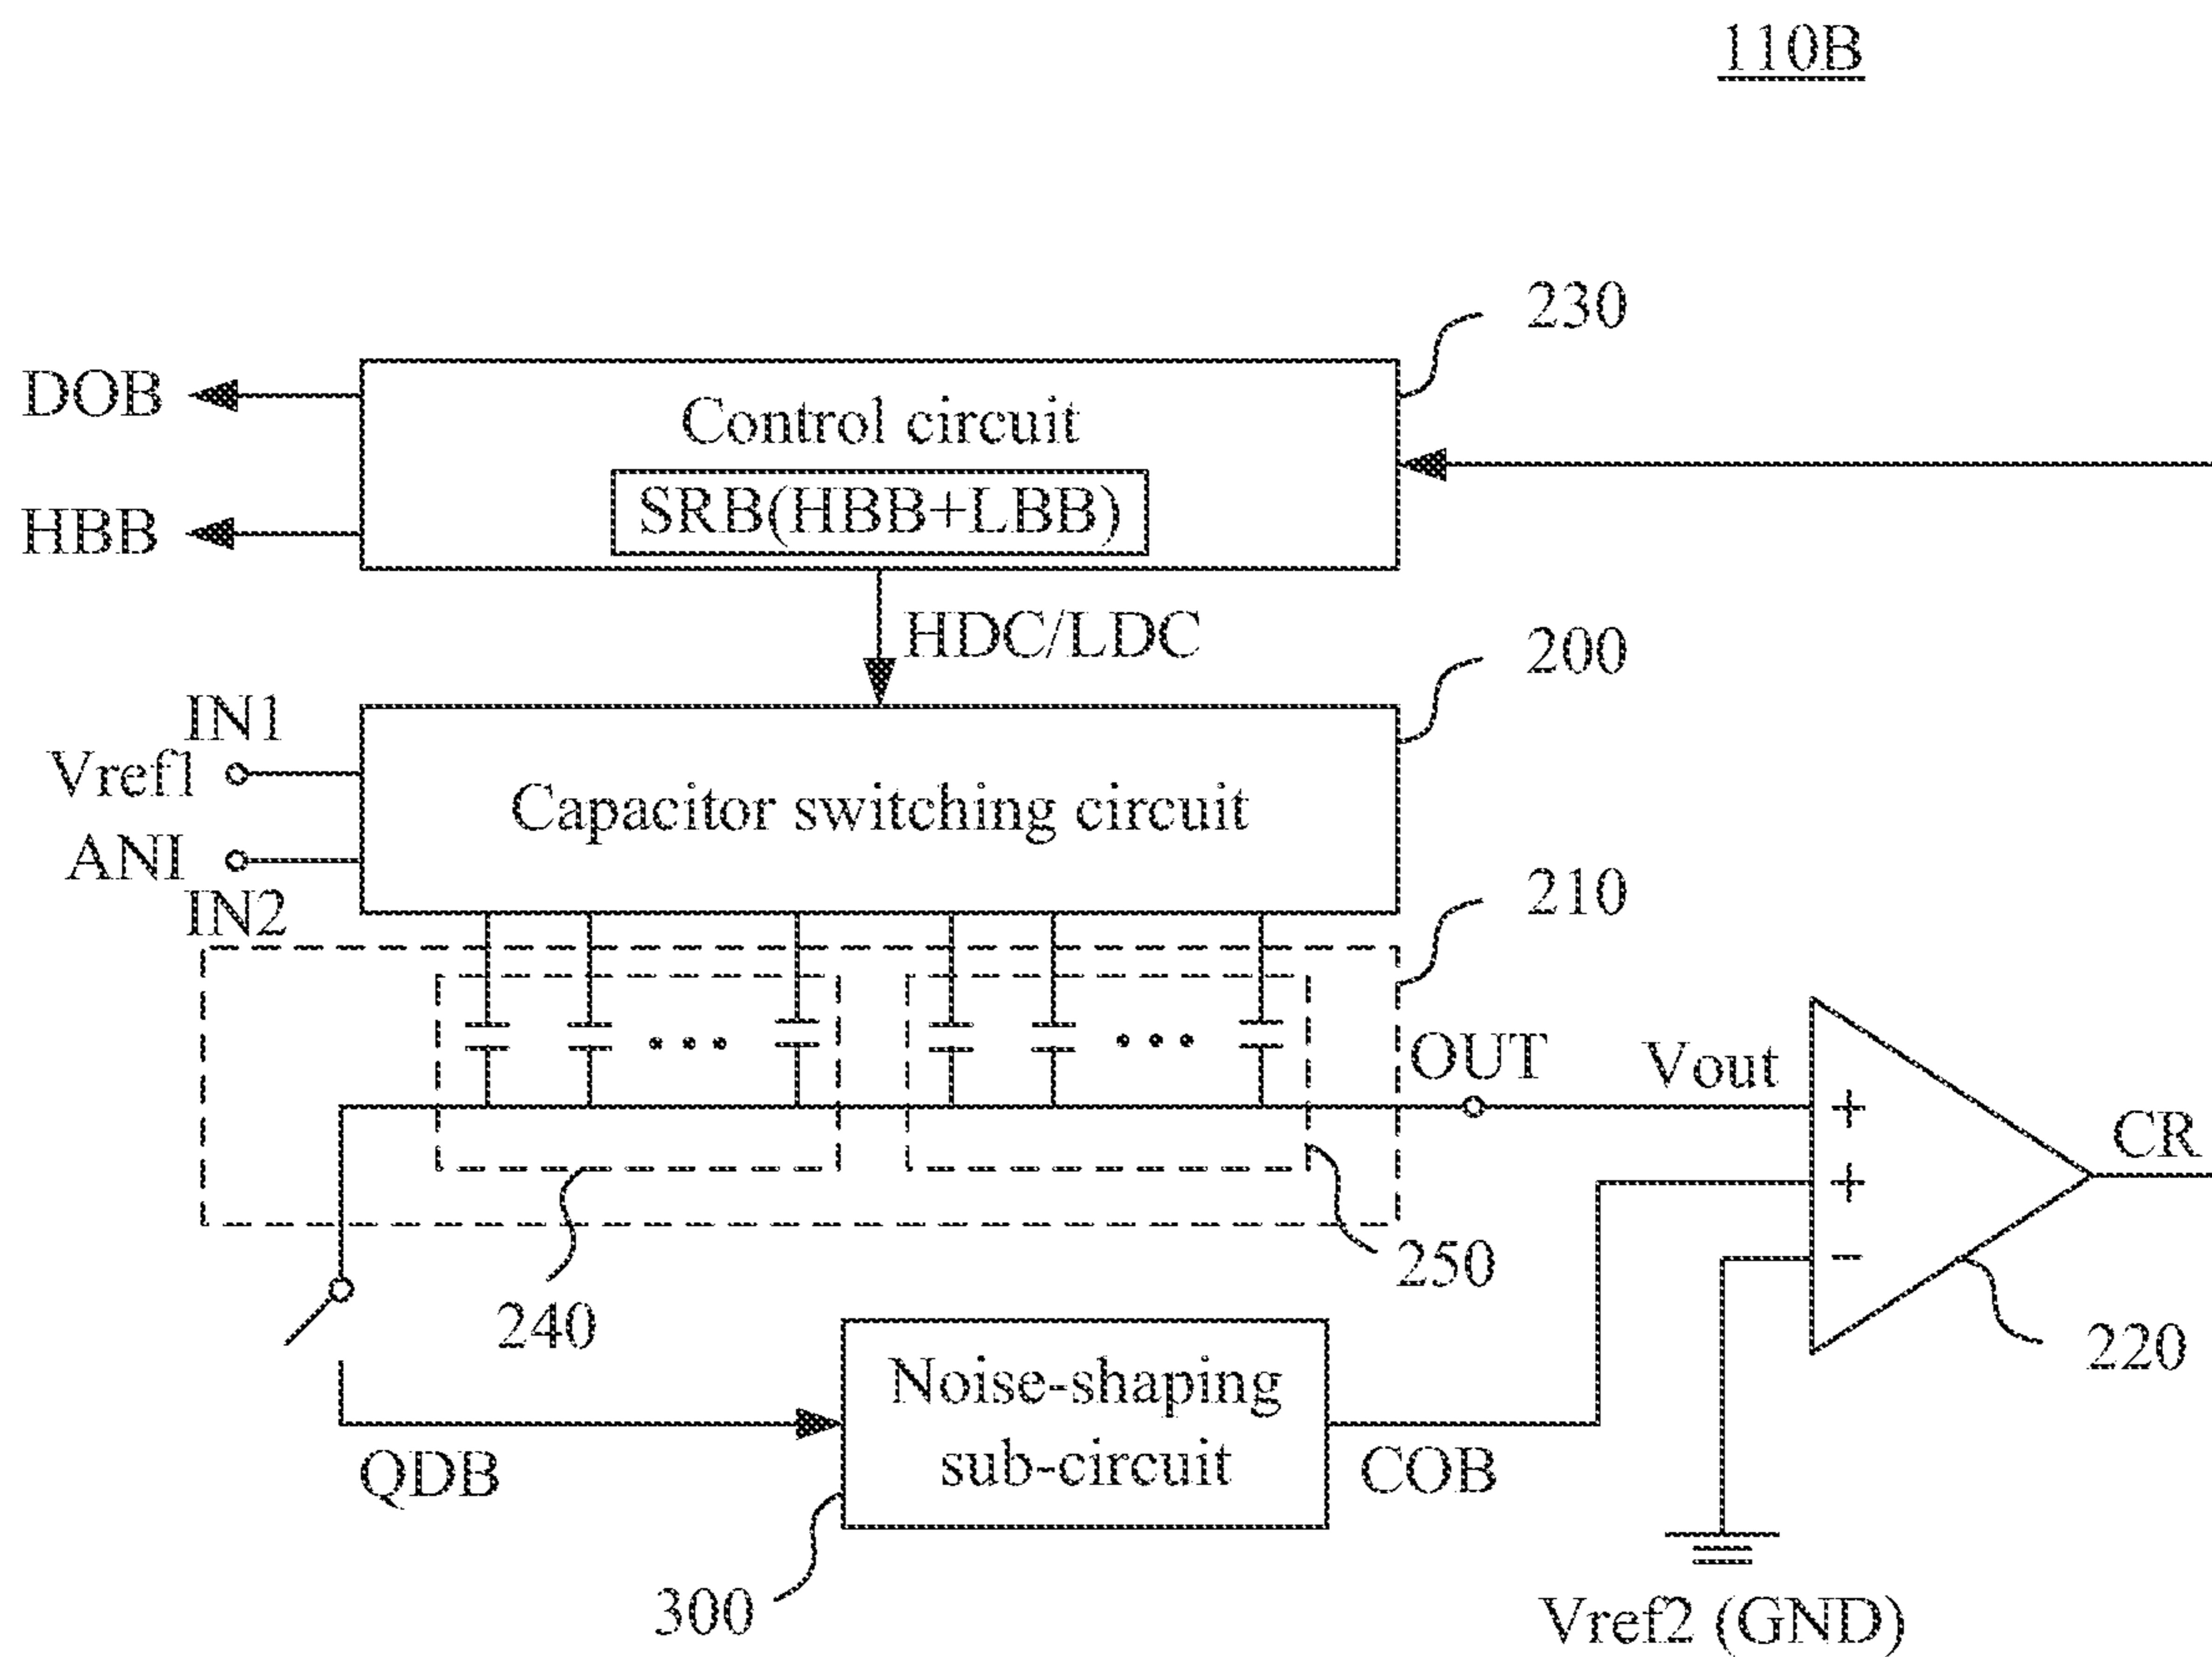 110B
230
DOB
Control circuit
SRB(HBB+LBB)
HBB
HDC/LDC
200
IN1
Vref1
Capacitor switching circuit
ANI
IN2
210
OUT
Vout
+
+
−
CR
250
240
220
Noise-shaping
sub-circuit
QDB
COB
300
Vref2 (GND)